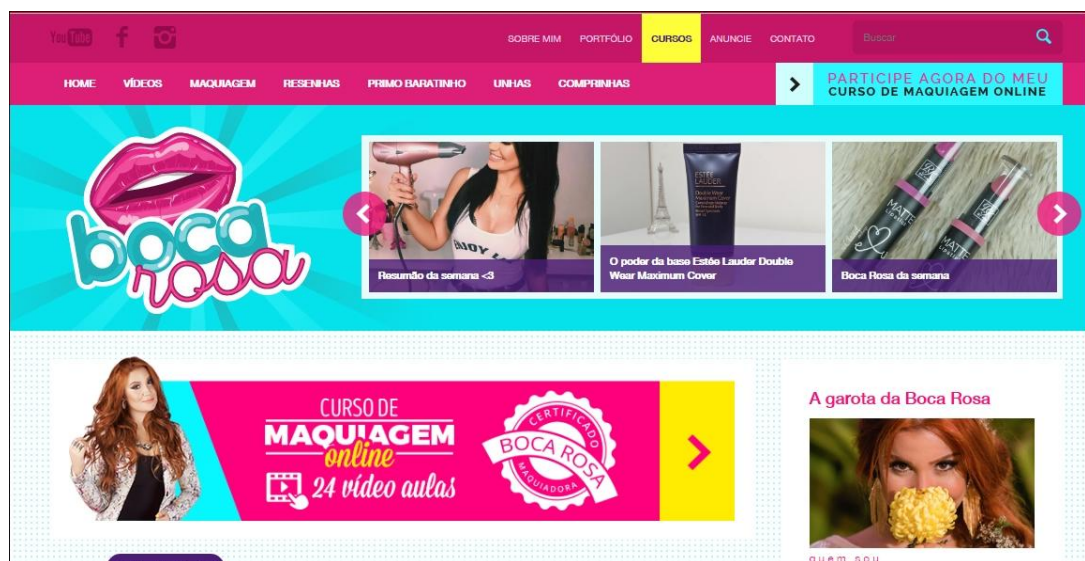 You Tube
SOBRE MIM PORTFÓLIO CURSOS ANUNCIE CONTATO
Buscar
HOME VÍDEOS MAQUIAGEM RESENHAS PRIMO BARATINHO UNHAS COMPRINHAS
PARTICIPE AGORA DO MEU
CURSO DE MAQUIAGEM ONLINE
boca
rosa
ENJOY
Resumão da semana <3
ESTĒE
LAUDER
Double Wear
Maximum Cover
O poder da base Estée Lauder Double
Wear Maximum Cover
MATTE
MATTE
Boca Rosa da semana
CURSO DE
MAQUIAGEM
online
24 vídeo aulas
CERTIFICADO
BOCA ROSA
MAQUIADORA
A garota da Boca Rosa
quem sou